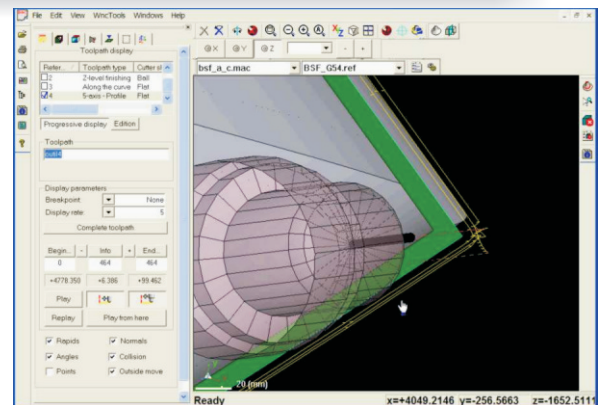 File Edit View WmcTools Windows Help
Toolpath display
Refer... Toolpath type Cutter sl
2 2-level finishing Ball
3 Along the curve Flat
4 5-axis - Profile Flat
Progressive display Edition
Toolpath
Display parameters
Breakpoint None
Display rate: 5
Complete toolpath
Begin... - Info + End...
0 464 464
+4778.350 +6.386 +99.462
Play
Replay Play from here
Rapids Normals
Angles Collision
Points Outside move
X Y Z - +
bsf_a_c.mac BSF_G54.ref
20 (mm)
Ready x=+4049.2146 y=-256.5663 z=-1652.5111